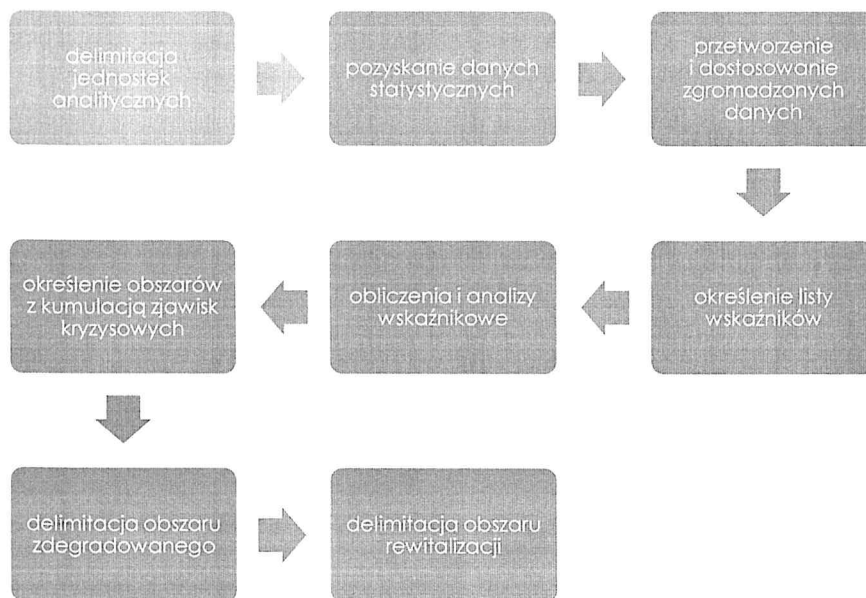 delimitacja
jednostek
analitycznych
pozyskanie danych
statystycznych
przetworzenie
i dostosowanie
zgromadzonych
danych
określenie listy
wskaźników
obliczenia i analizy
wskaźnikowe
określenie obszarów
z kumulacją zjawisk
kryzysowych
delimitacja obszaru
zdegradowanego
delimitacja obszaru
rewitalizacji